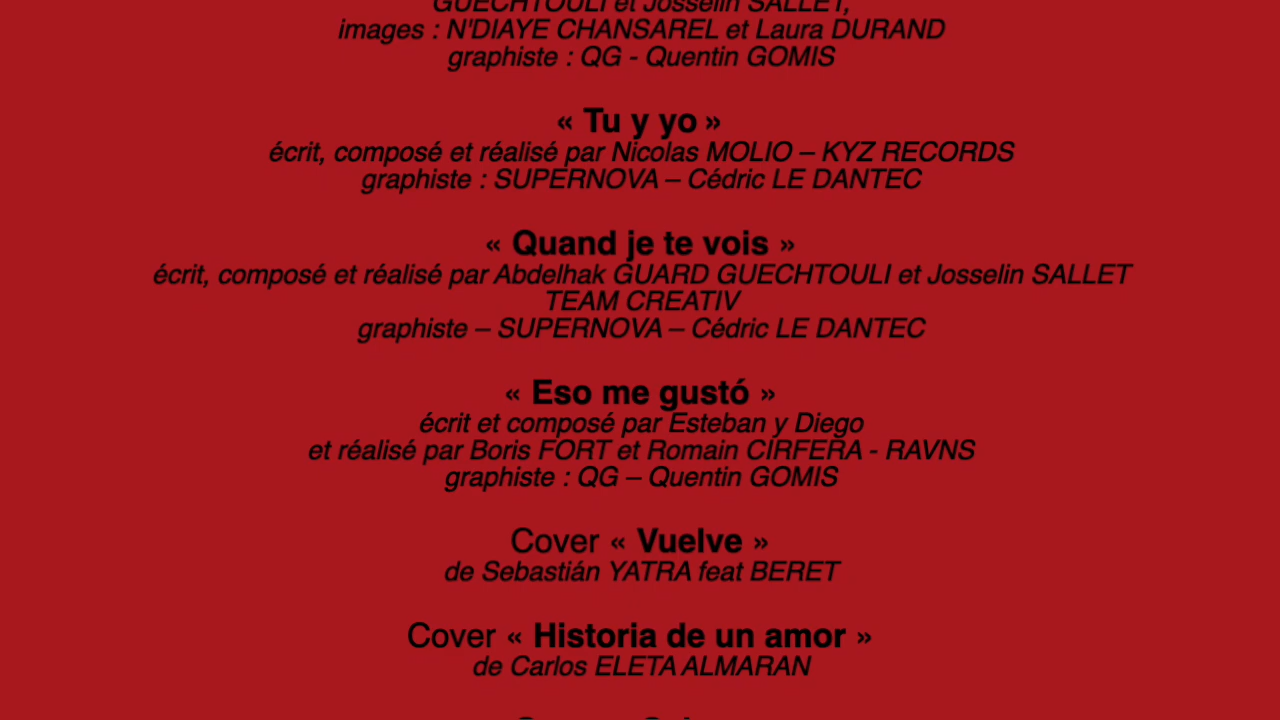 GUECHTOULI et Josselin SALLET,
images : N'DIAYE CHANSAREL et Laura DURAND
graphiste : QG - Quentin GOMIS
« Tu y yo »
écrit, composé et réalisé par Nicolas MOLIO – KYZ RECORDS
graphiste : SUPERNOVA – Cédric LE DANTEC
« Quand je te vois »
écrit, composé et réalisé par Abdelhak GUARD GUECHTOULI et Josselin SALLET
TEAM CREATIV
graphiste – SUPERNOVA – Cédric LE DANTEC
« Eso me gustó »
écrit et composé par Esteban y Diego
et réalisé par Boris FORT et Romain CIRFERA - RAVNS
graphiste : QG – Quentin GOMIS
Cover « Vuelve »
de Sebastián YATRA feat BERET
Cover « Historia de un amor »
de Carlos ELETA ALMARAN